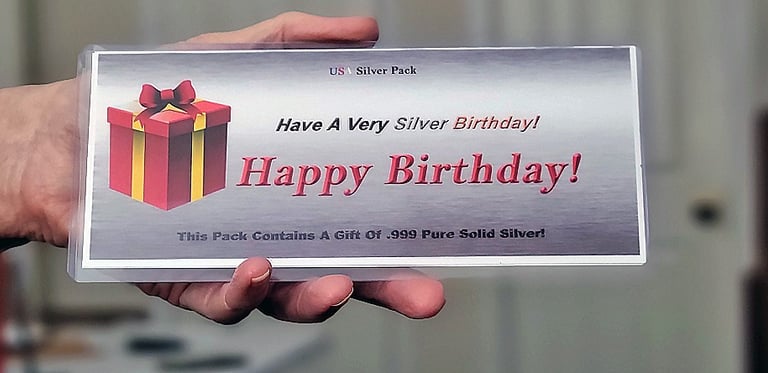 USA Silver Pack
Have A Very Silver Birthday!
Happy Birthday!
This Pack Contains A Gift Of .999 Pure Solid Silver!